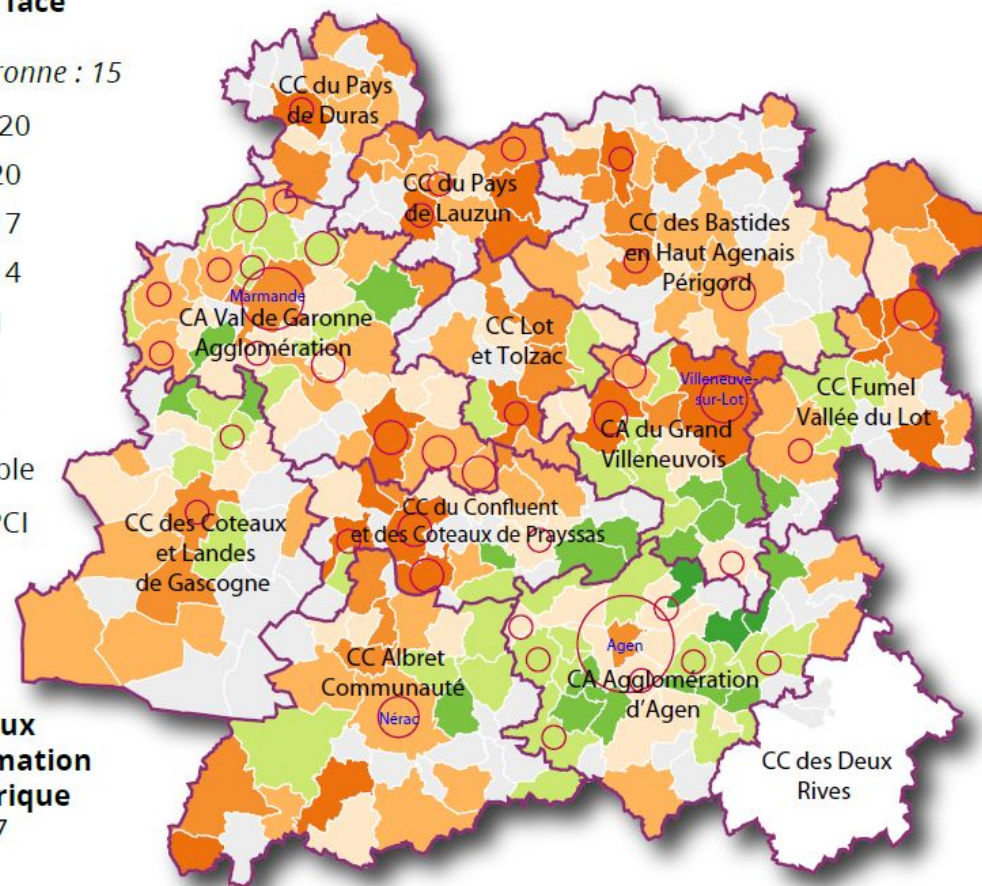 face
ronne : 15
20
20
7
4
ble
PCI
ux
mation
rique
7
CC du Pays
de Duras
CC du Pays
de Lauzun
CC des Bastides
en Haut Agenais
Périgord
Marmande
CA Val de Garonne
Agglomération
CC Lot
et Tolzac
Villeneuve-
sur-Lot
CC Fumel
Vallée du Lot
CA du Grand
Villeneuvois
CC des Coteaux
et Landes
de Gascogne
CC du Confluent
et des Coteaux de Prayssas
CC Albret
Communauté
Nérac
Agen
CA Agglomération
d'Agen
CC des Deux
Rives